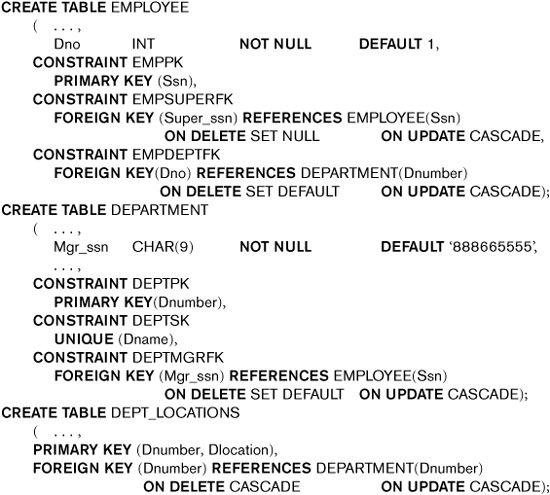 CREATE TABLE EMPLOYEE
( . . . ,
Dno INT NOT NULL DEFAULT 1,
CONSTRAINT EMPPK
PRIMARY KEY (Ssn),
CONSTRAINT EMPSUPERFK
FOREIGN KEY (Super_ssn) REFERENCES EMPLOYEE(Ssn)
ON DELETE SET NULL ON UPDATE CASCADE,
CONSTRAINT EMPDEPTFK
FOREIGN KEY(Dno) REFERENCES DEPARTMENT(Dnumber)
ON DELETE SET DEFAULT ON UPDATE CASCADE);
CREATE TABLE DEPARTMENT
( . . . ,
Mgr_ssn CHAR(9) NOT NULL DEFAULT ‘888665555’,
. . . ,
CONSTRAINT DEPTPK
PRIMARY KEY(Dnumber),
CONSTRAINT DEPTSK
UNIQUE (Dname),
CONSTRAINT DEPTMGRFK
FOREIGN KEY (Mgr_ssn) REFERENCES EMPLOYEE(Ssn)
ON DELETE SET DEFAULT ON UPDATE CASCADE);
CREATE TABLE DEPT_LOCATIONS
( . . . ,
PRIMARY KEY (Dnumber, Dlocation),
FOREIGN KEY (Dnumber) REFERENCES DEPARTMENT(Dnumber)
ON DELETE CASCADE ON UPDATE CASCADE);